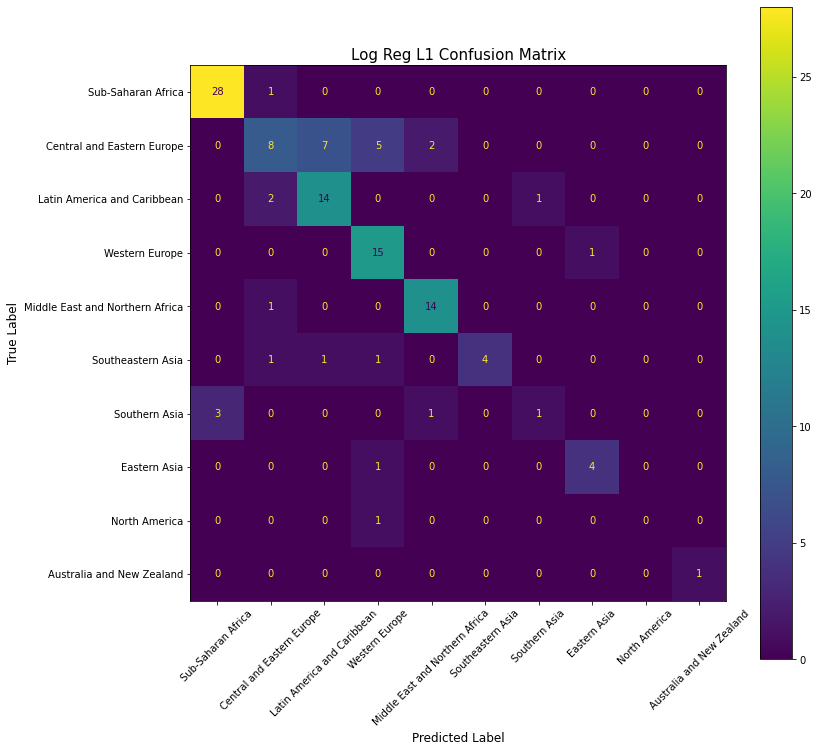 Log Reg L1 Confusion Matrix
True Label
Sub-Saharan Africa 28 1 0 0 0 0 0 0 0 0
Central and Eastern Europe 0 8 7 5 2 0 0 0 0 0
Latin America and Caribbean 0 2 14 0 0 0 1 0 0 0
Western Europe 0 0 0 15 0 0 0 1 0 0
Middle East and Northern Africa 0 1 0 0 14 0 0 0 0 0
Southeastern Asia 0 1 1 1 0 4 0 0 0 0
Southern Asia 3 0 0 0 1 0 1 0 0 0
Eastern Asia 0 0 0 1 0 0 0 4 0 0
North America 0 0 0 1 0 0 0 0 0 0
Australia and New Zealand 0 0 0 0 0 0 0 0 0 1
Sub-Saharan Africa
Central and Eastern Europe
Latin America and Caribbean
Western Europe
Middle East and Northern Africa
Southeastern Asia
Southern Asia
Eastern Asia
North America
Australia and New Zealand
Predicted Label
25
20
15
10
5
0